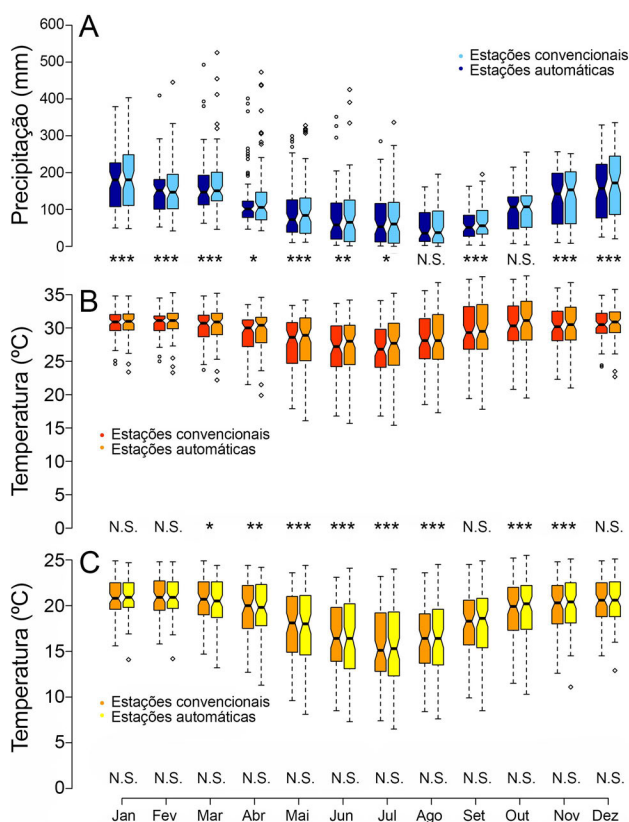 A
Precipitação (mm)
600
500
400
300
200
100
0
Estações convencionais
Estações automáticas
*** *** *** * *** ** * N.S. *** N.S. *** ***
B
Temperatura (ºC)
35
30
25
20
15
10
5
0
Estações convencionais
Estações automáticas
N.S. N.S. * ** *** *** *** *** N.S. *** *** N.S.
C
Temperatura (ºC)
25
20
15
10
5
0
Estações convencionais
Estações automáticas
N.S. N.S. N.S. N.S. N.S. N.S. N.S. N.S. N.S. N.S. N.S. N.S.
Jan Fev Mar Abr Mai Jun Jul Ago Set Out Nov Dez